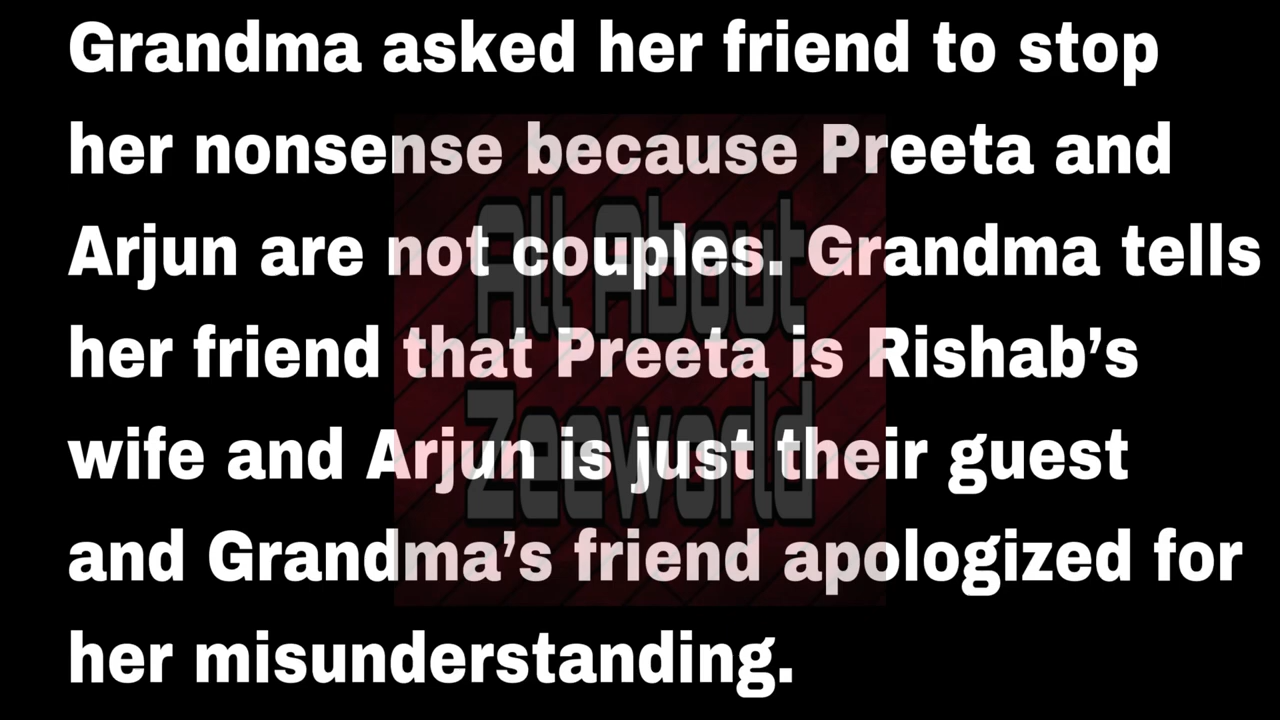 Grandma asked her friend to stop
her nonsense because Preeta and
Arjun are not couples. Grandma tells
her friend that Preeta is Rishab’s
wife and Arjun is just their guest
and Grandma’s friend apologized for
her misunderstanding.
All About
Zeeworld